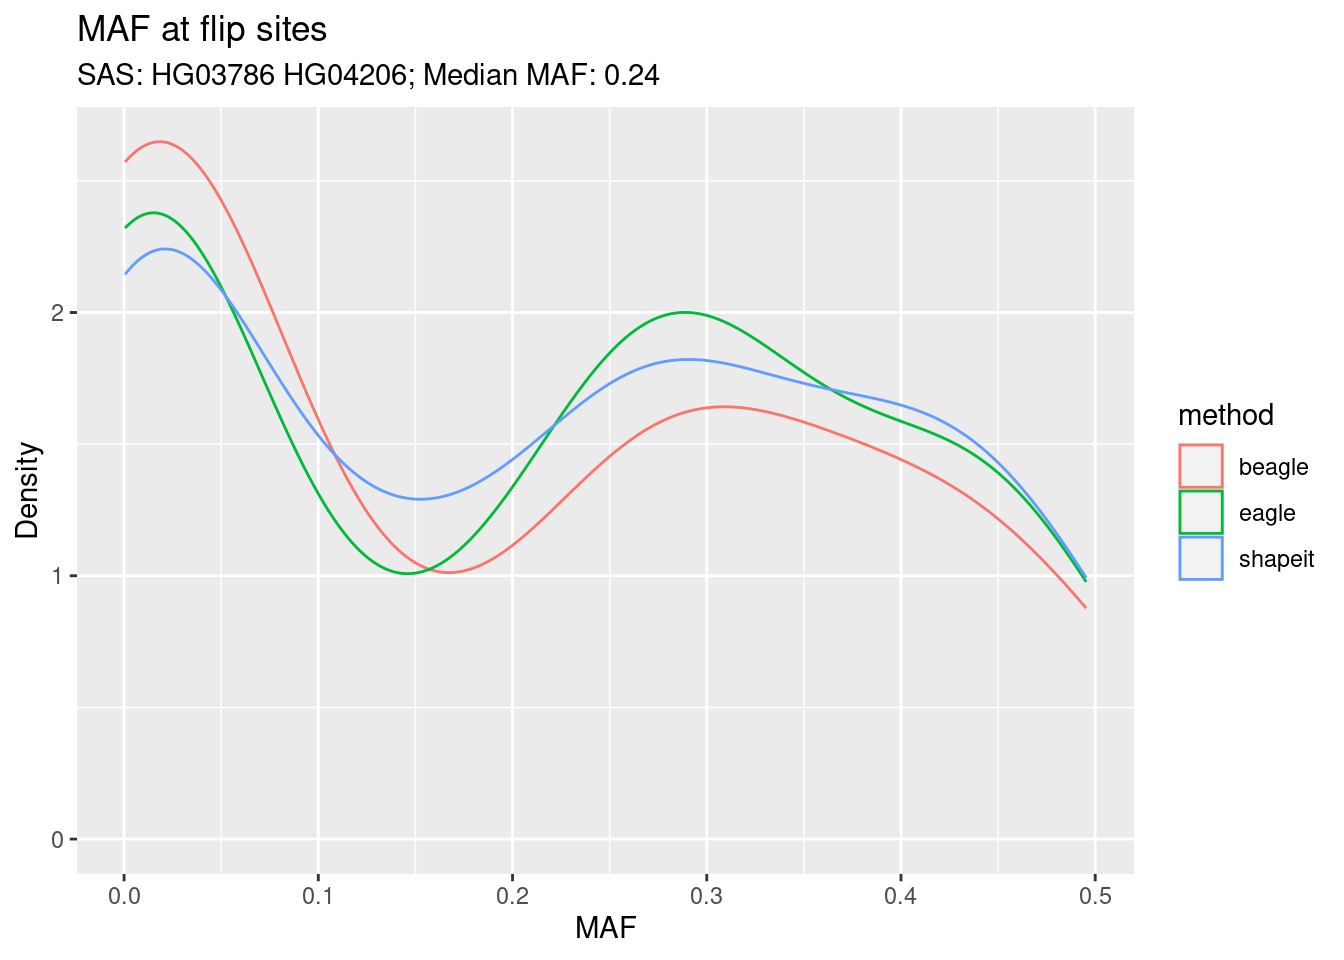 MAF at flip sites
SAS: HG03786 HG04206; Median MAF: 0.24
Density
2
1
0
0.0
0.1
0.2
0.3
0.4
0.5
MAF
method
beagle
eagle
shapeit